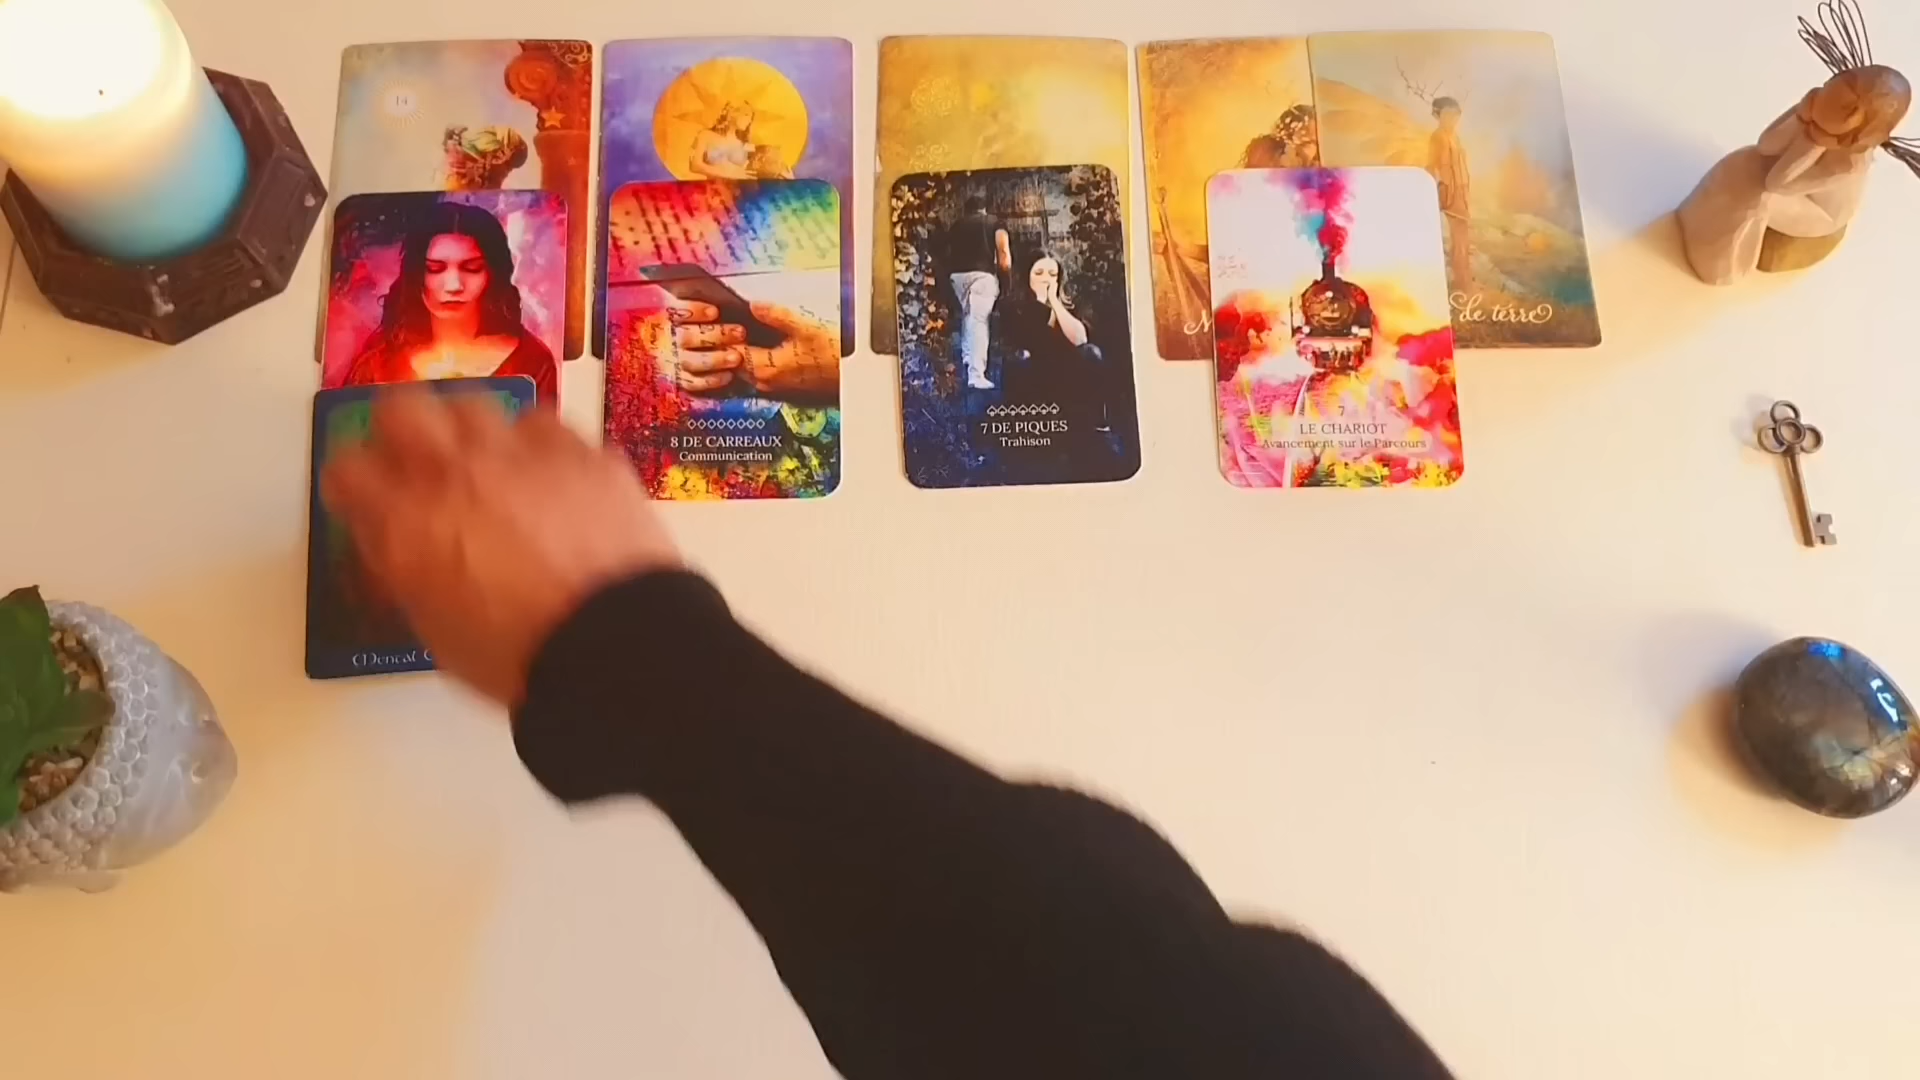 14
de terre
8 DE CARREAUX
Communication
7 DE PIQUES
Trahison
7
LE CHARIOT
Avancement sur le Parcours
Mental